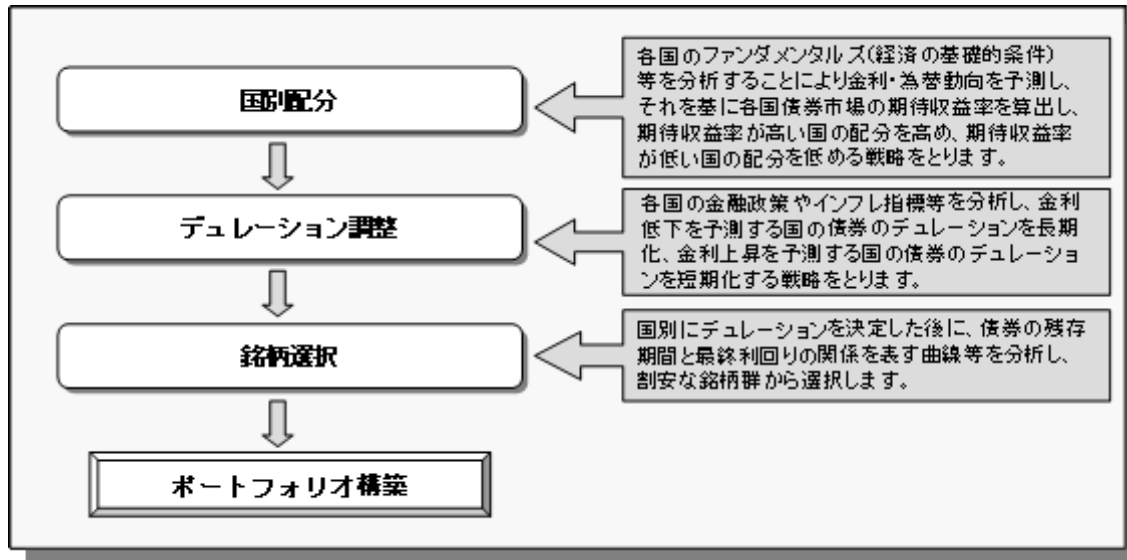 国別配分
各国のファンダメンタルズ(経済の基礎的条件)
等を分析することにより金利・為替動向を予測し、
それを基に各国債券市場の期待収益率を算出し、
期待収益率が高い国の配分を高め、期待収益率
が低い国の配分を低める戦略をとります。
デュレーション調整
各国の金融政策やインフレ指標等を分析し、金利
低下を予測する国の債券のデュレーションを長期
化、金利上昇を予測する国の債券のデュレーショ
ンを短期化する戦略をとります。
銘柄選択
国別にデュレーションを決定した後に、債券の残存
期間と最終利回りの関係を表す曲線等を分析し、
割安な銘柄群から選択します。
ポートフォリオ構築